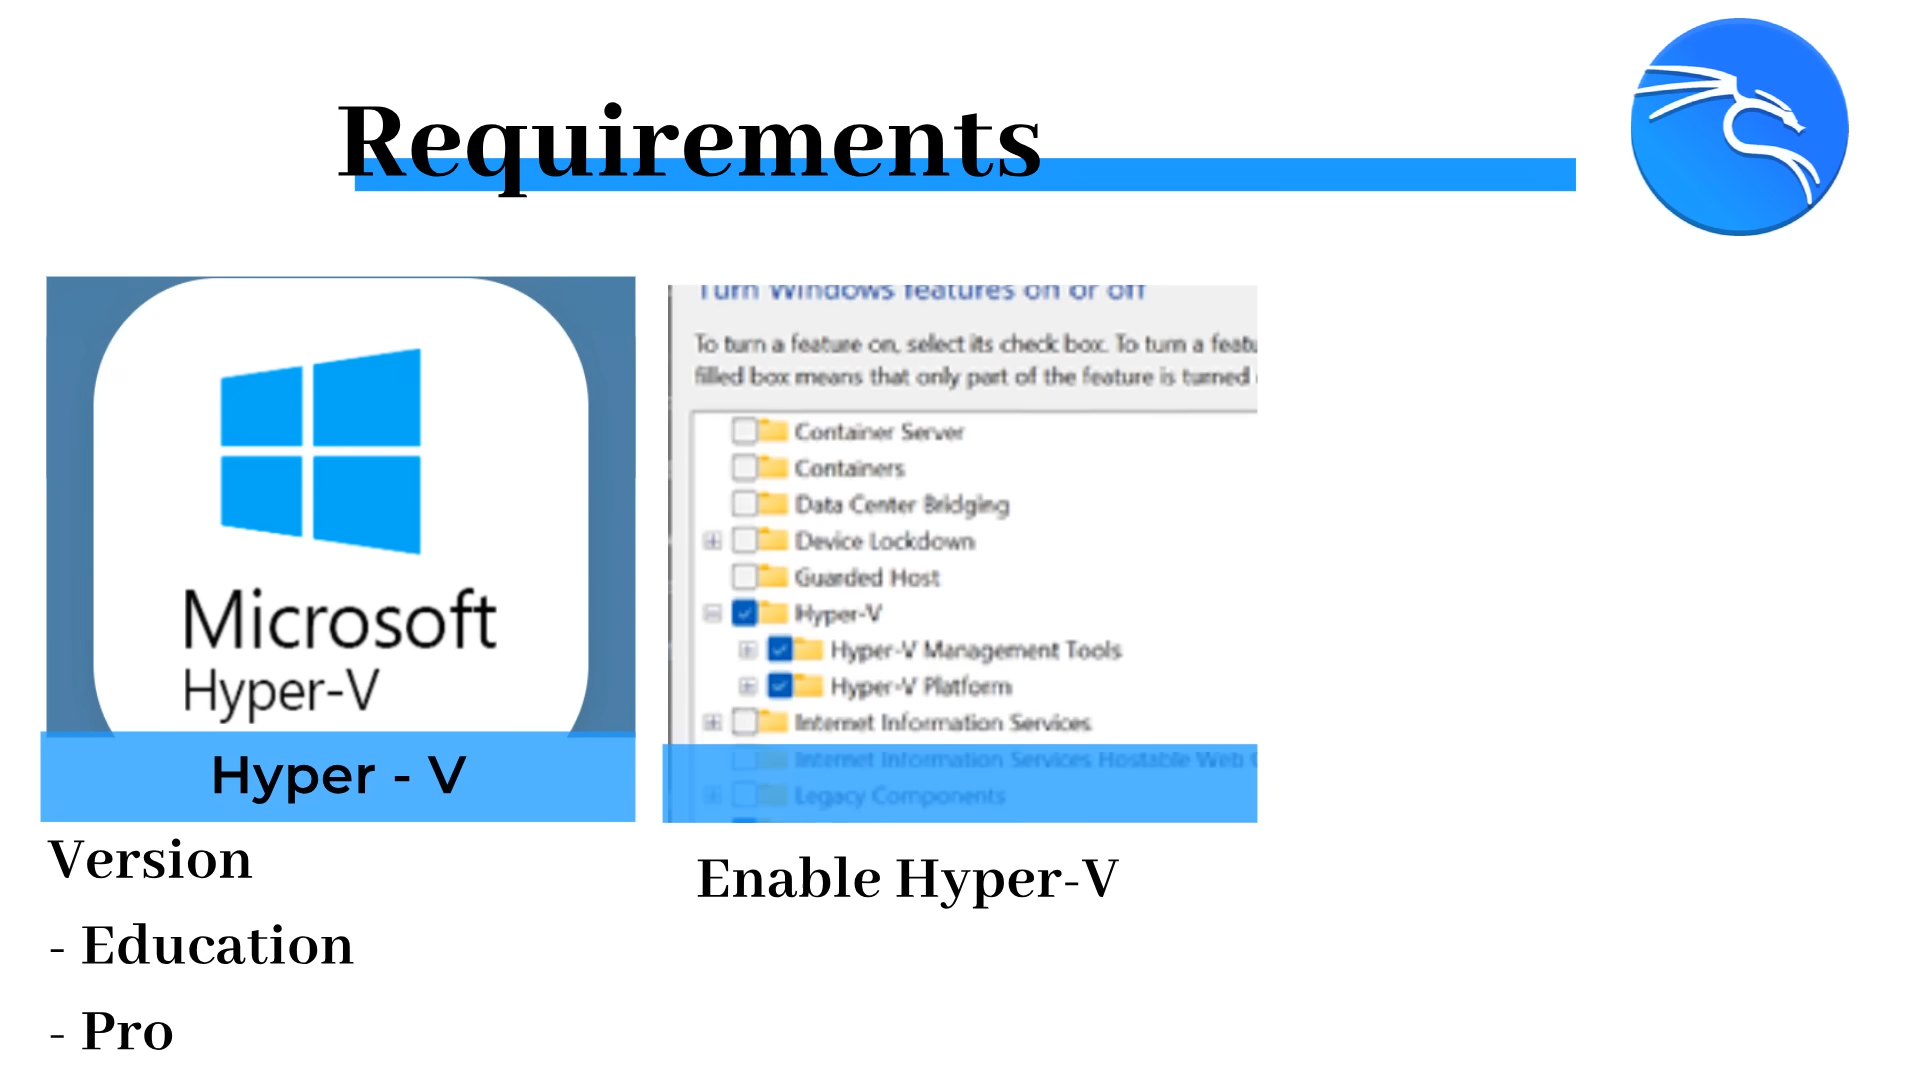 Requirements
Microsoft
Hyper-V
Hyper - V
Version
- Education
- Pro
Turn Windows features on or off
To turn a feature on, select its check box. To turn a featu
filled box means that only part of the feature is turned
Container Server
Containers
Data Center Bridging
Device Lockdown
Guarded Host
Hyper-V
Hyper-V Management Tools
Hyper-V Platform
Internet Information Services
Internet Information Services Hostable Web
Legacy Components
Enable Hyper-V